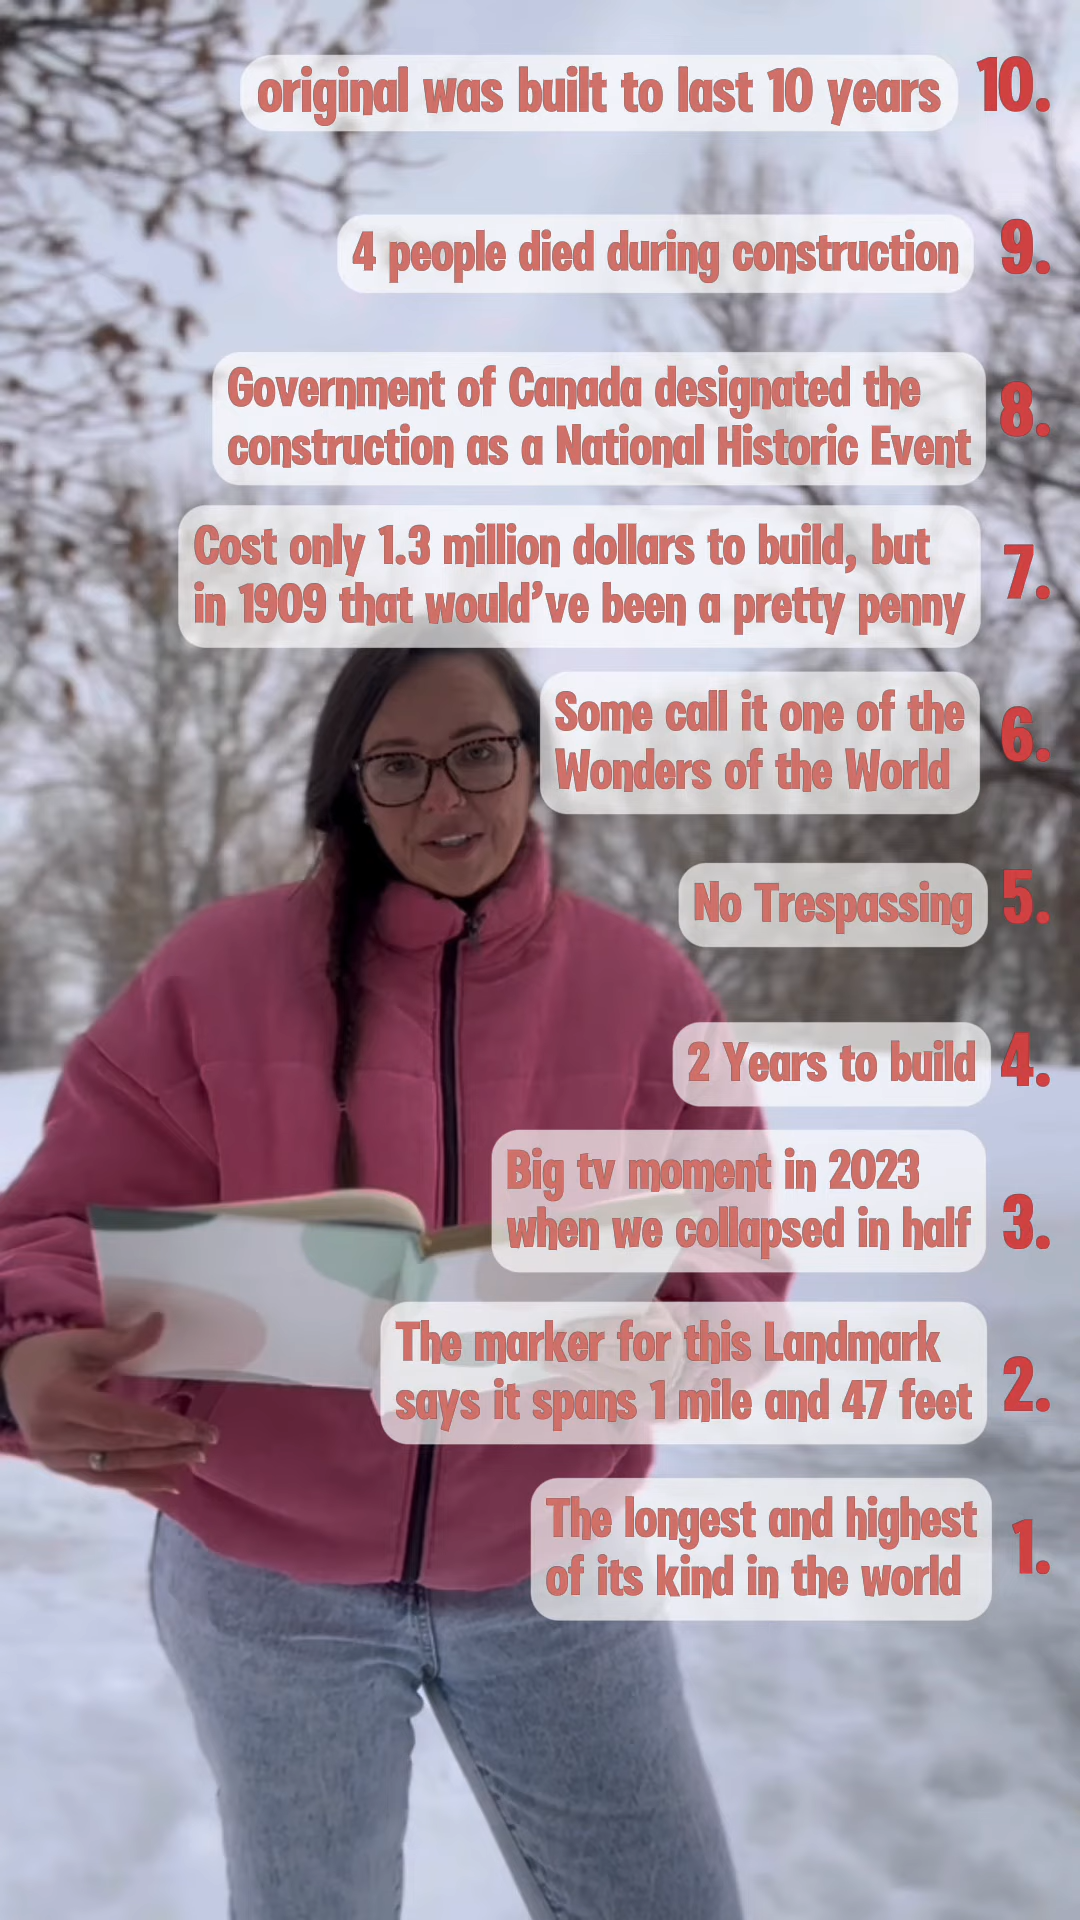 original was built to last 10 years 10.
4 people died during construction 9.
Government of Canada designated the
construction as a National Historic Event 8.
Cost only 1.3 million dollars to build, but
in 1909 that would've been a pretty penny 7.
Some call it one of the
Wonders of the World 6.
No Trespassing 5.
2 Years to build 4.
Big tv moment in 2023
when we collapsed in half 3.
The marker for this Landmark
says it spans 1 mile and 47 feet 2.
The longest and highest
of its kind in the world 1.